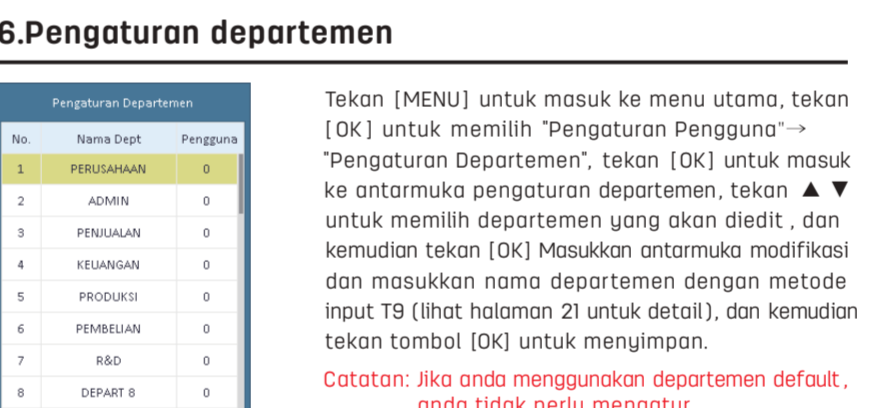 6.Pengaturan departemen
Pengaturan Departemen
No. Nama Dept Pengguna
1 PERUSAHAAN 0
2 ADMIN 0
3 PENJUALAN 0
4 KEUANGAN 0
5 PRODUKSI 0
6 PEMBELIAN 0
7 R&D 0
8 DEPART 8 0
Tekan [MENU] untuk masuk ke menu utama, tekan
[OK] untuk memilih "Pengaturan Pengguna"→
"Pengaturan Departemen", tekan [OK] untuk masuk
ke antarmuka pengaturan departemen, tekan ▲ ▼
untuk memilih departemen yang akan diedit , dan
kemudian tekan [OK] Masukkan antarmuka modifikasi
dan masukkan nama departemen dengan metode
input T9 (lihat halaman 21 untuk detail), dan kemudian
tekan tombol [OK] untuk menyimpan.
Catatan: Jika anda menggunakan departemen default,
anda tidak perlu mengatur